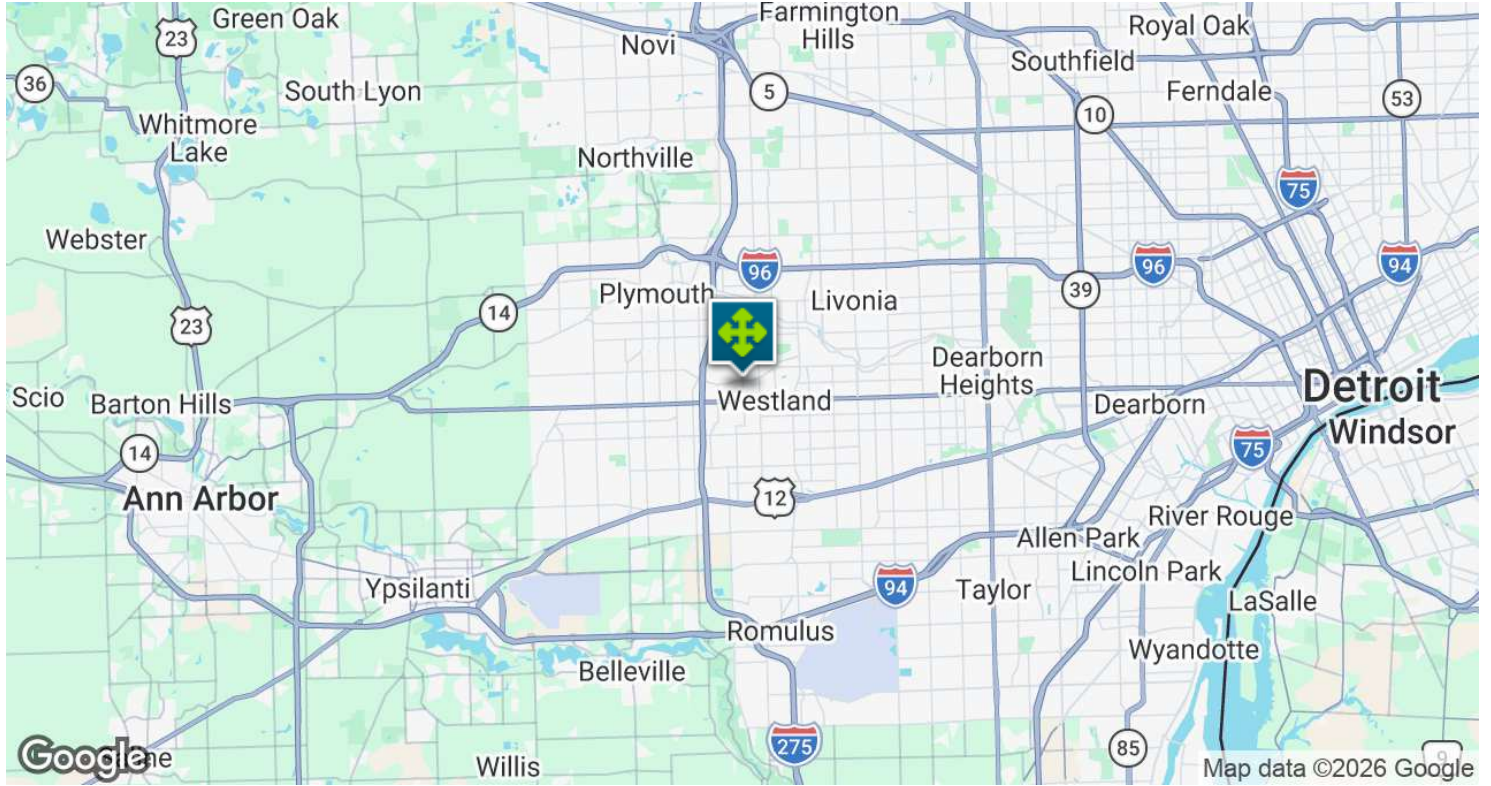 Green Oak
23
Farmington
Hills
Royal Oak
Novi
Southfield
36
South Lyon
5
10
Ferndale
53
Whitmore
Lake
Northville
75
Webster
96
96
94
Plymouth
39
Livonia
14
23
Dearborn
Heights
Scio
Barton Hills
Westland
Dearborn
Detroit
Windsor
14
75
Ann Arbor
12
River Rouge
Allen Park
Lincoln Park
94
Ypsilanti
Taylor
LaSalle
Romulus
Wyandotte
Belleville
275
85
Google
Willis
9
Map data ©2026 Google